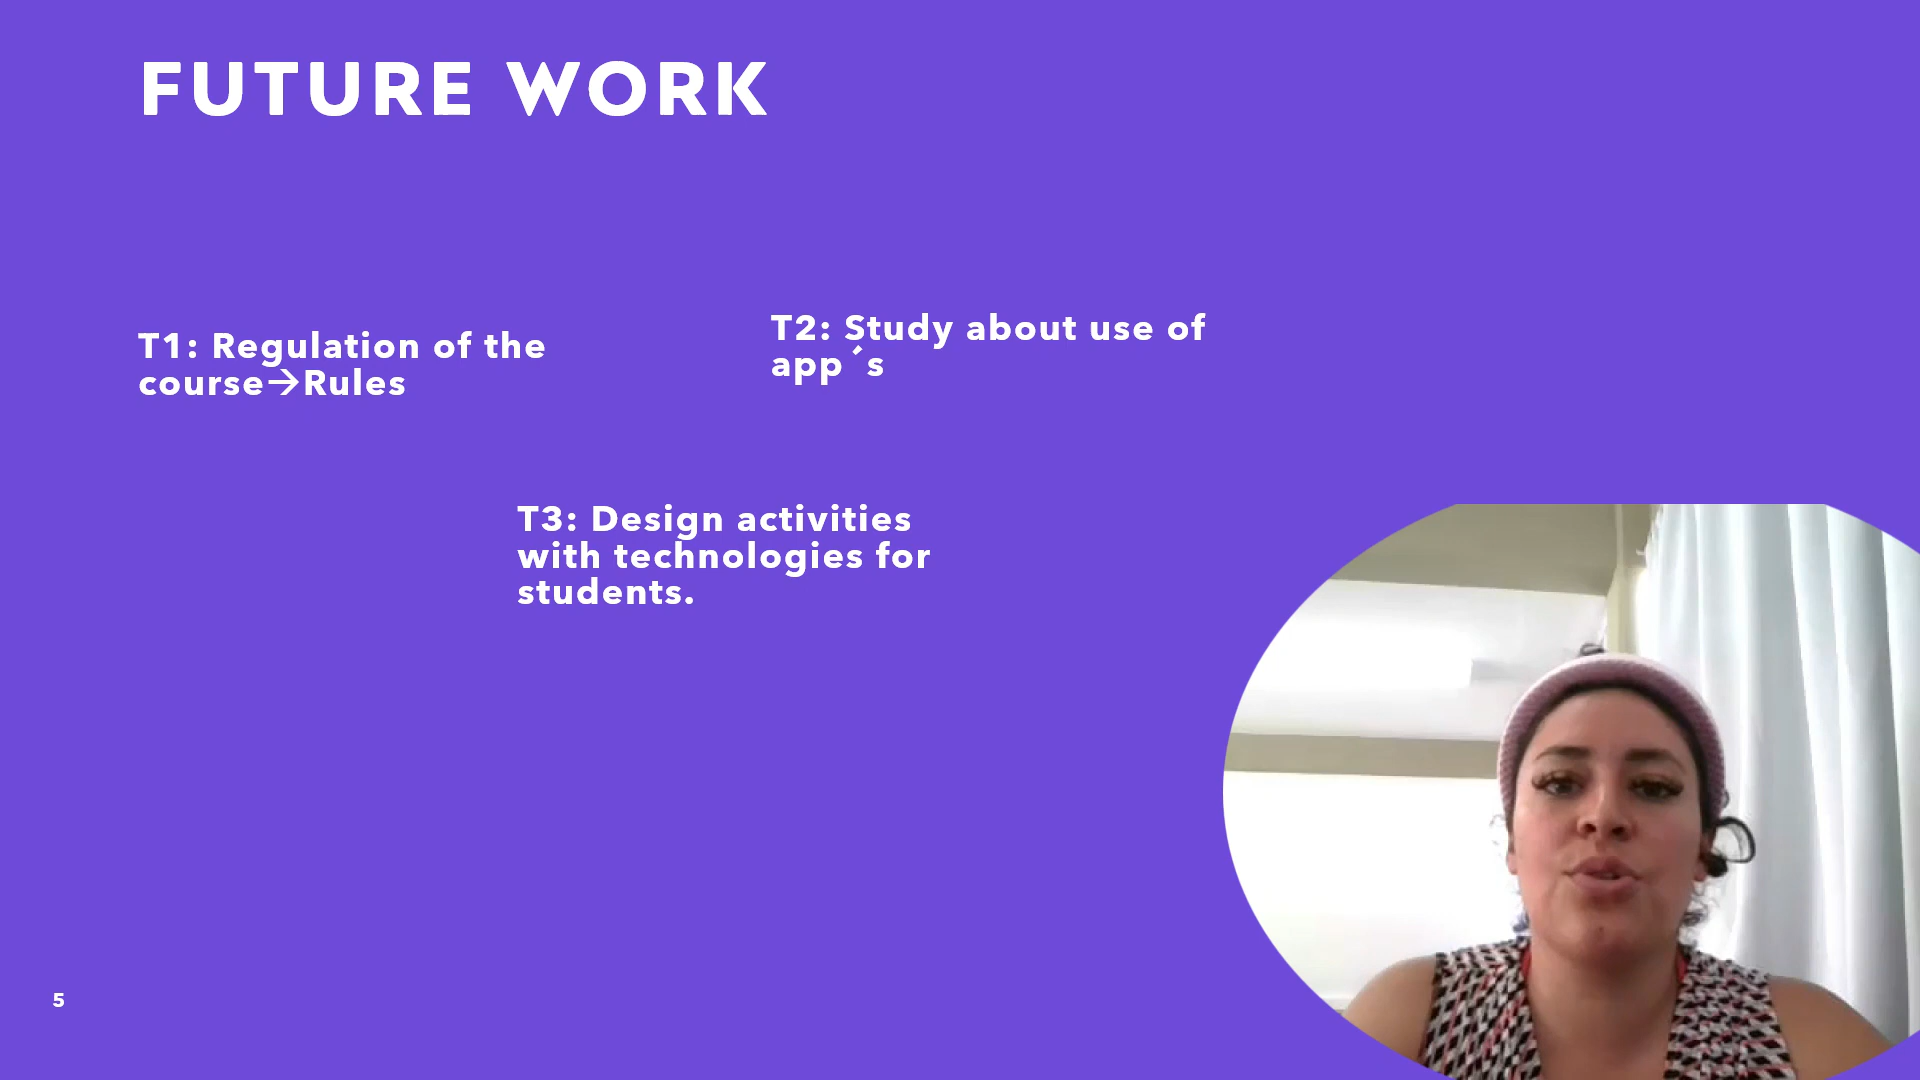 FUTURE WORK
T1: Regulation of the
course→Rules
T2: Study about use of
app´s
T3: Design activities
with technologies for
students.
5